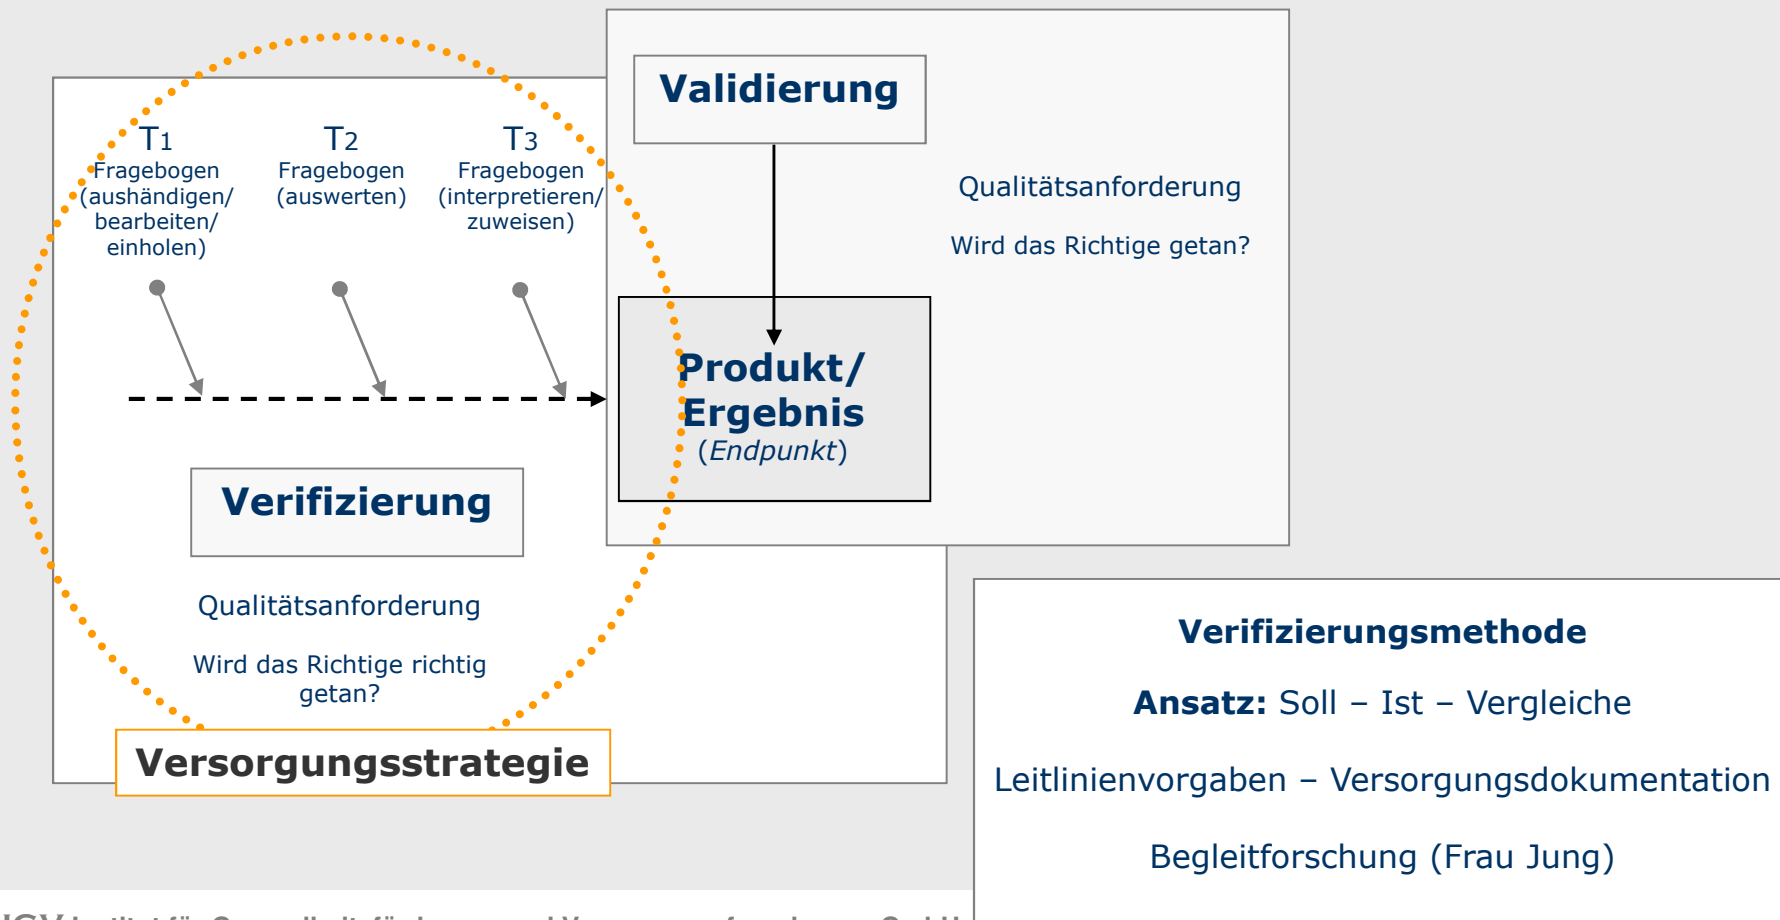 Validierung
T1
Fragebogen
(aushändigen/
bearbeiten/
einholen)
T2
Fragebogen
(auswerten)
T3
Fragebogen
(interpretieren/
zuweisen)
Qualitätsanforderung
Wird das Richtige getan?
Produkt/
Ergebnis
(Endpunkt)
Verifizierung
Qualitätsanforderung
Wird das Richtige richtig
getan?
Versorgungsstrategie
Verifizierungsmethode
Ansatz: Soll – Ist – Vergleiche
Leitlinienvorgaben – Versorgungsdokumentation
Begleitforschung (Frau Jung)